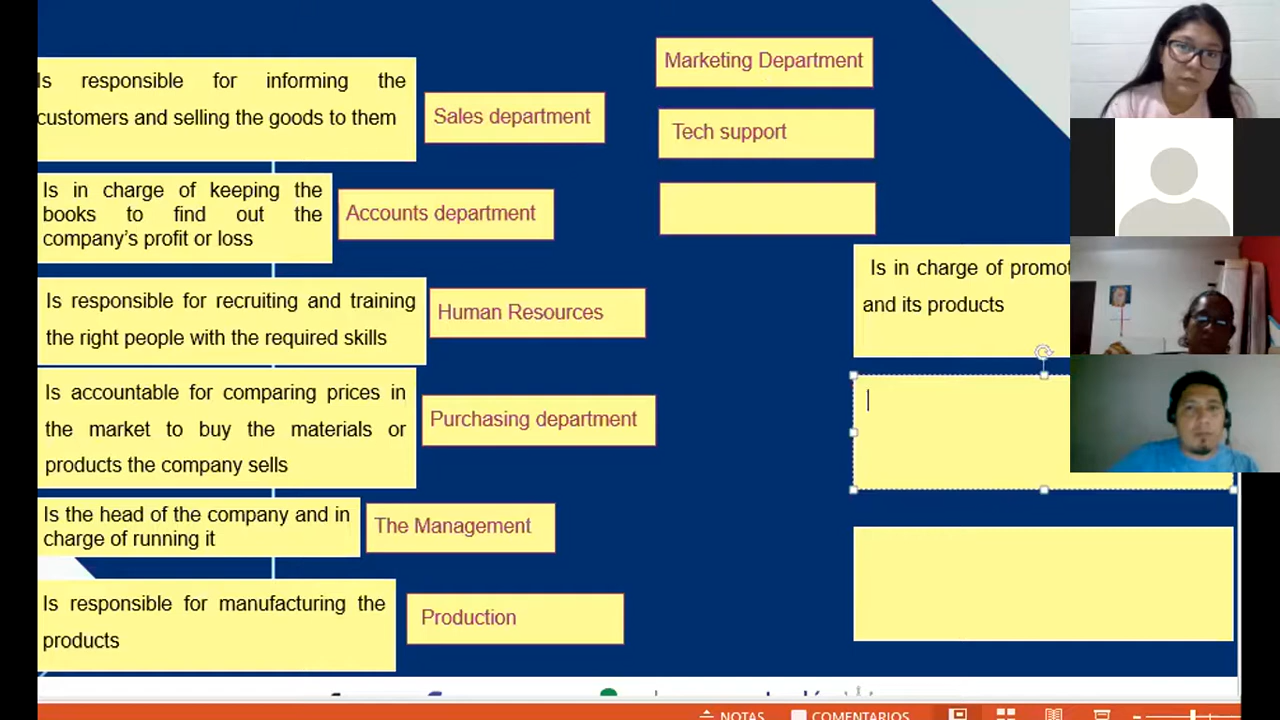 Is responsible for informing the
customers and selling the goods to them
Sales department
Is in charge of keeping the
books to find out the
company's profit or loss
Accounts department
Is responsible for recruiting and training
the right people with the required skills
Human Resources
Is accountable for comparing prices in
the market to buy the materials or
products the company sells
Purchasing department
Is the head of the company and in
charge of running it
The Management
Is responsible for manufacturing the
products
Production
Marketing Department
Tech support
Is in charge of
and its products
NOTAS
COMENTARIOS